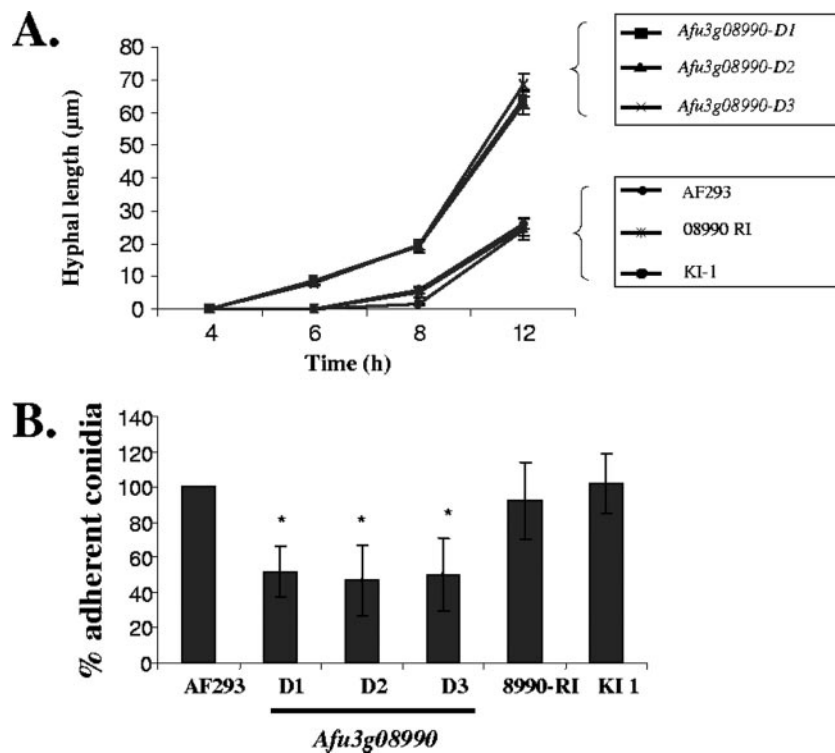 A.
80
70
60
50
40
30
20
10
0
Hyphal length (µm)
4 6 8 12
Time (h)
Afu3g08990-D1
Afu3g08990-D2
Afu3g08990-D3
AF293
08990 RI
KI-1
B.
140
120
100
80
60
40
20
0
% adherent conidia
* * *
AF293 D1 D2 D3 8990-RI KI 1
Afu3g08990